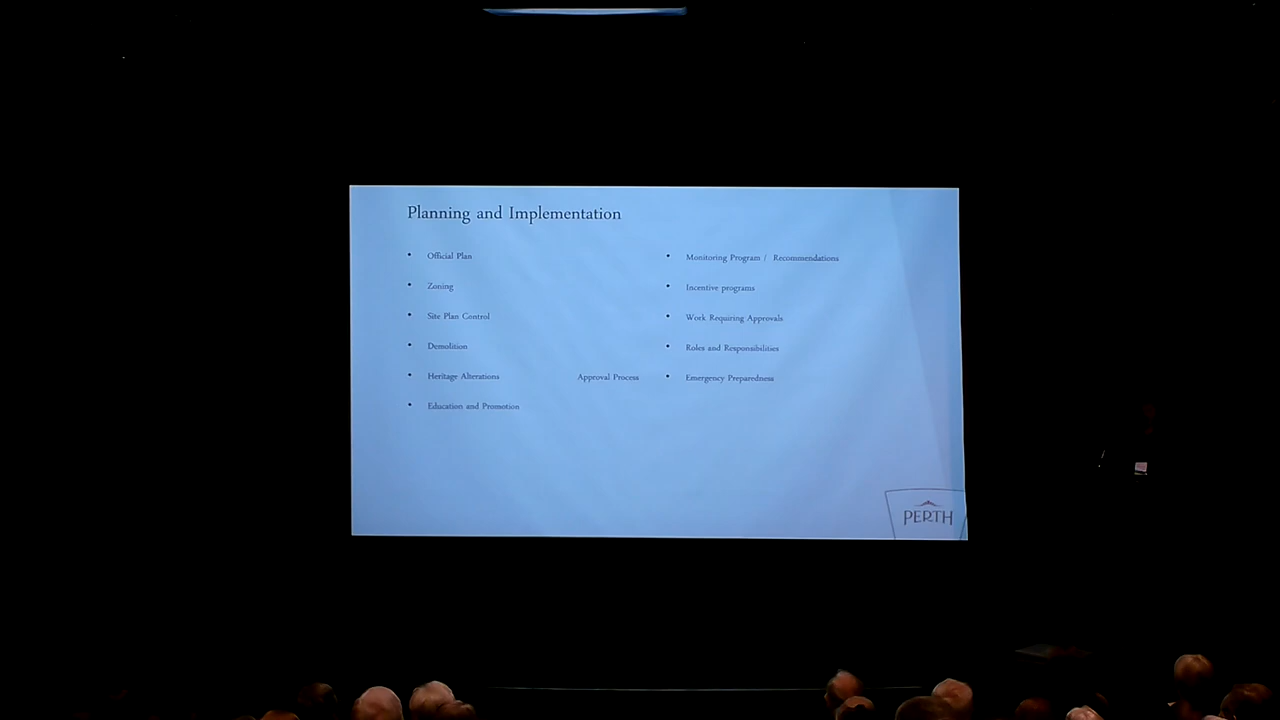 Planning and Implementation
• Official Plan
• Zoning
• Site Plan Control
• Demolition
• Heritage Alterations Approval Process
• Education and Promotion
• Monitoring Program / Recommendations
• Incentive programs
• Work Requiring Approvals
• Roles and Responsibilities
• Emergency Preparedness
PERTH